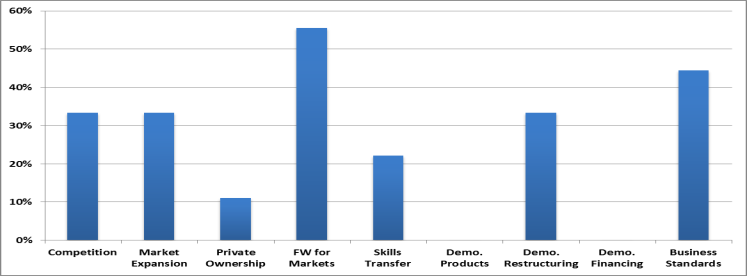 60%
50%
40%
30%
20%
10%
0%
Competition
Market
Expansion
Private
Ownership
FW for
Markets
Skills
Transfer
Demo.
Products
Demo.
Restructuring
Demo.
Financing
Business
Standards